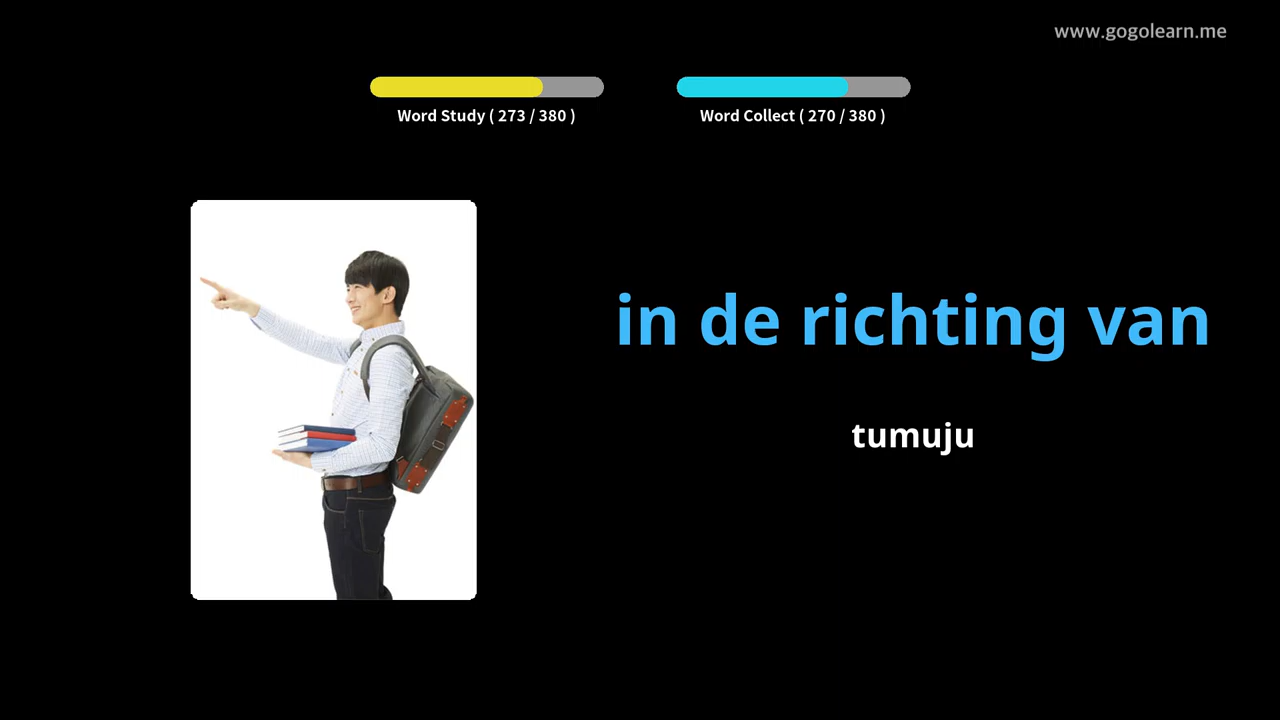 www.gogolearn.me
Word Study ( 273 / 380 )
Word Collect ( 270 / 380 )
in de richting van
tumuju